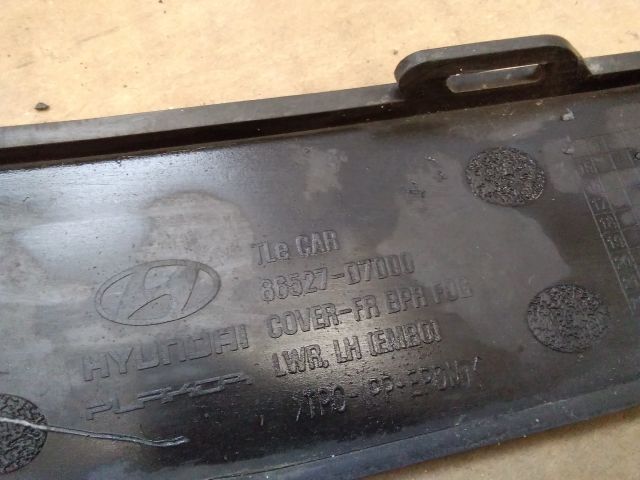 TLe CAR
86527-D7000
COVER-FR BPR FOG
LWR, LH (EMBO)
HYUNDAI
PLAKOR